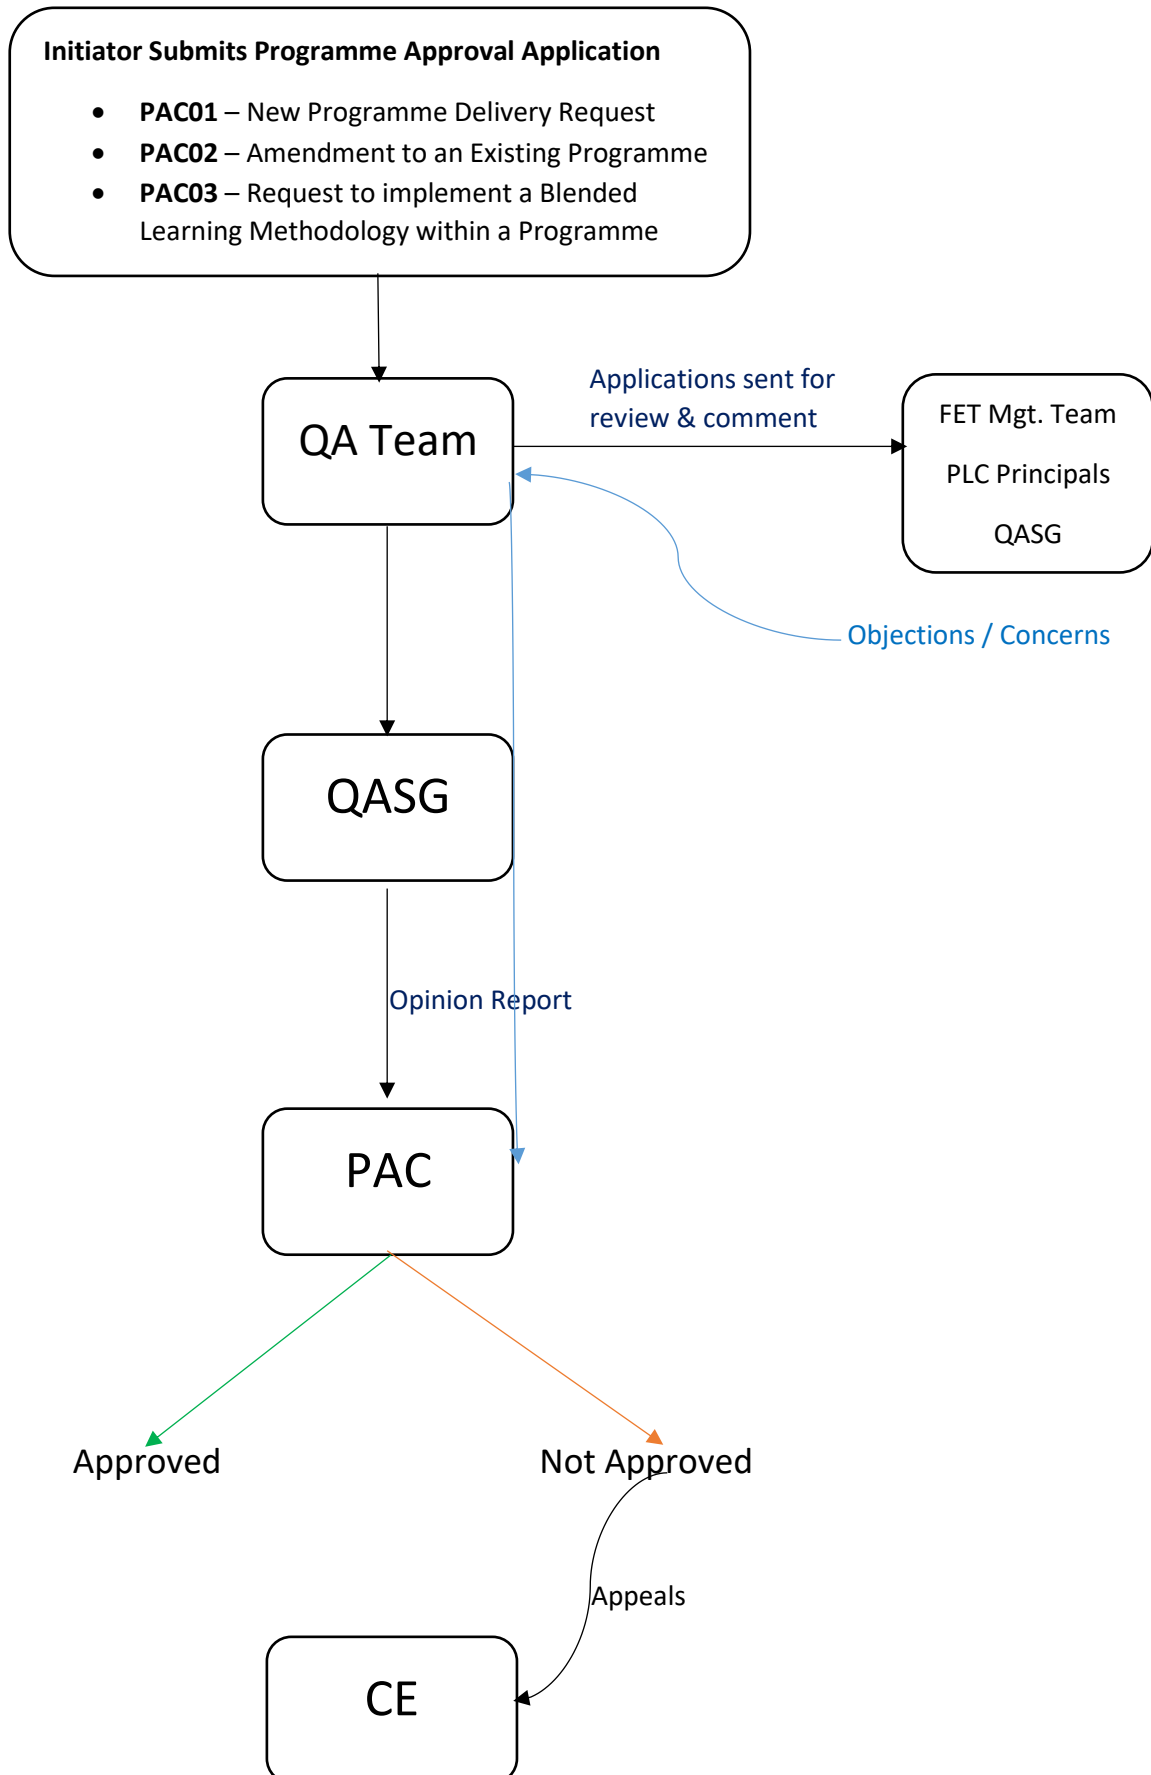 Initiator Submits Programme Approval Application
• PAC01 – New Programme Delivery Request
• PAC02 – Amendment to an Existing Programme
• PAC03 – Request to implement a Blended
Learning Methodology within a Programme
Applications sent for
review & comment
QA Team
FET Mgt. Team
PLC Principals
QASG
Objections / Concerns
QASG
Opinion Report
PAC
Approved
Not Approved
Appeals
CE